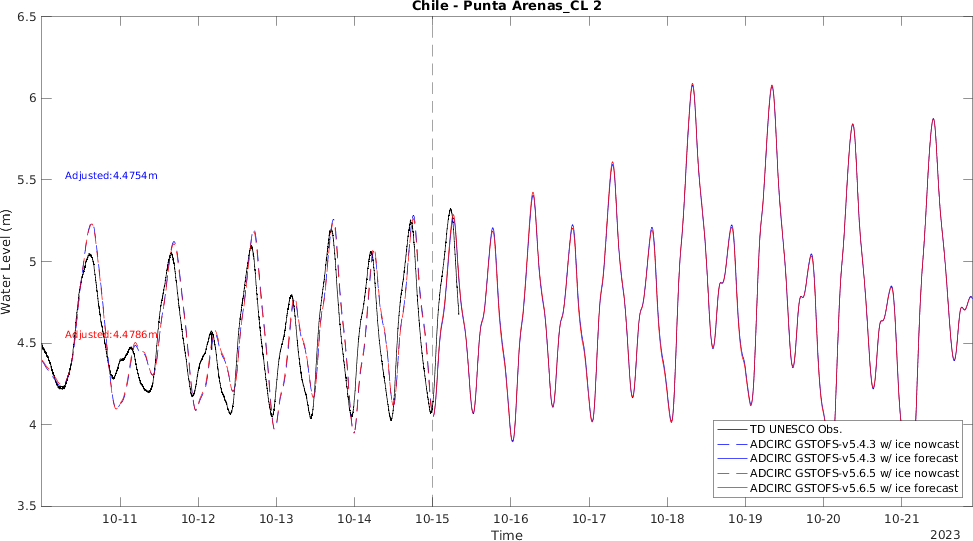 Chile - Punta Arenas_CL 2
6.5
6
5.5
5
4.5
4
3.5
Water Level (m)
Adjusted:4.4754m
Adjusted:4.4786m
TD UNESCO Obs.
ADCIRC GSTOFS-v5.4.3 w/ ice nowcast
ADCIRC GSTOFS-v5.4.3 w/ ice forecast
ADCIRC GSTOFS-v5.6.5 w/ ice nowcast
ADCIRC GSTOFS-v5.6.5 w/ ice forecast
10-11 10-12 10-13 10-14 10-15 10-16 10-17 10-18 10-19 10-20 10-21
Time
2023